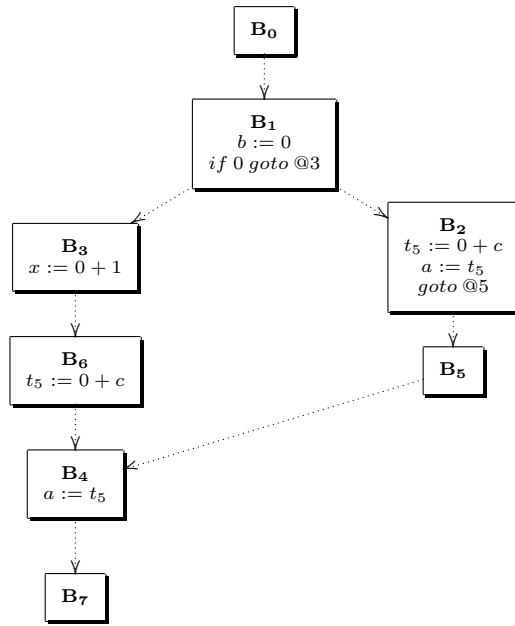 B₀
B₁
b := 0
if 0 goto @3
B₃
x := 0 + 1
B₂
t₅ := 0 + c
a := t₅
goto @5
B₆
t₅ := 0 + c
B₅
B₄
a := t₅
B₇